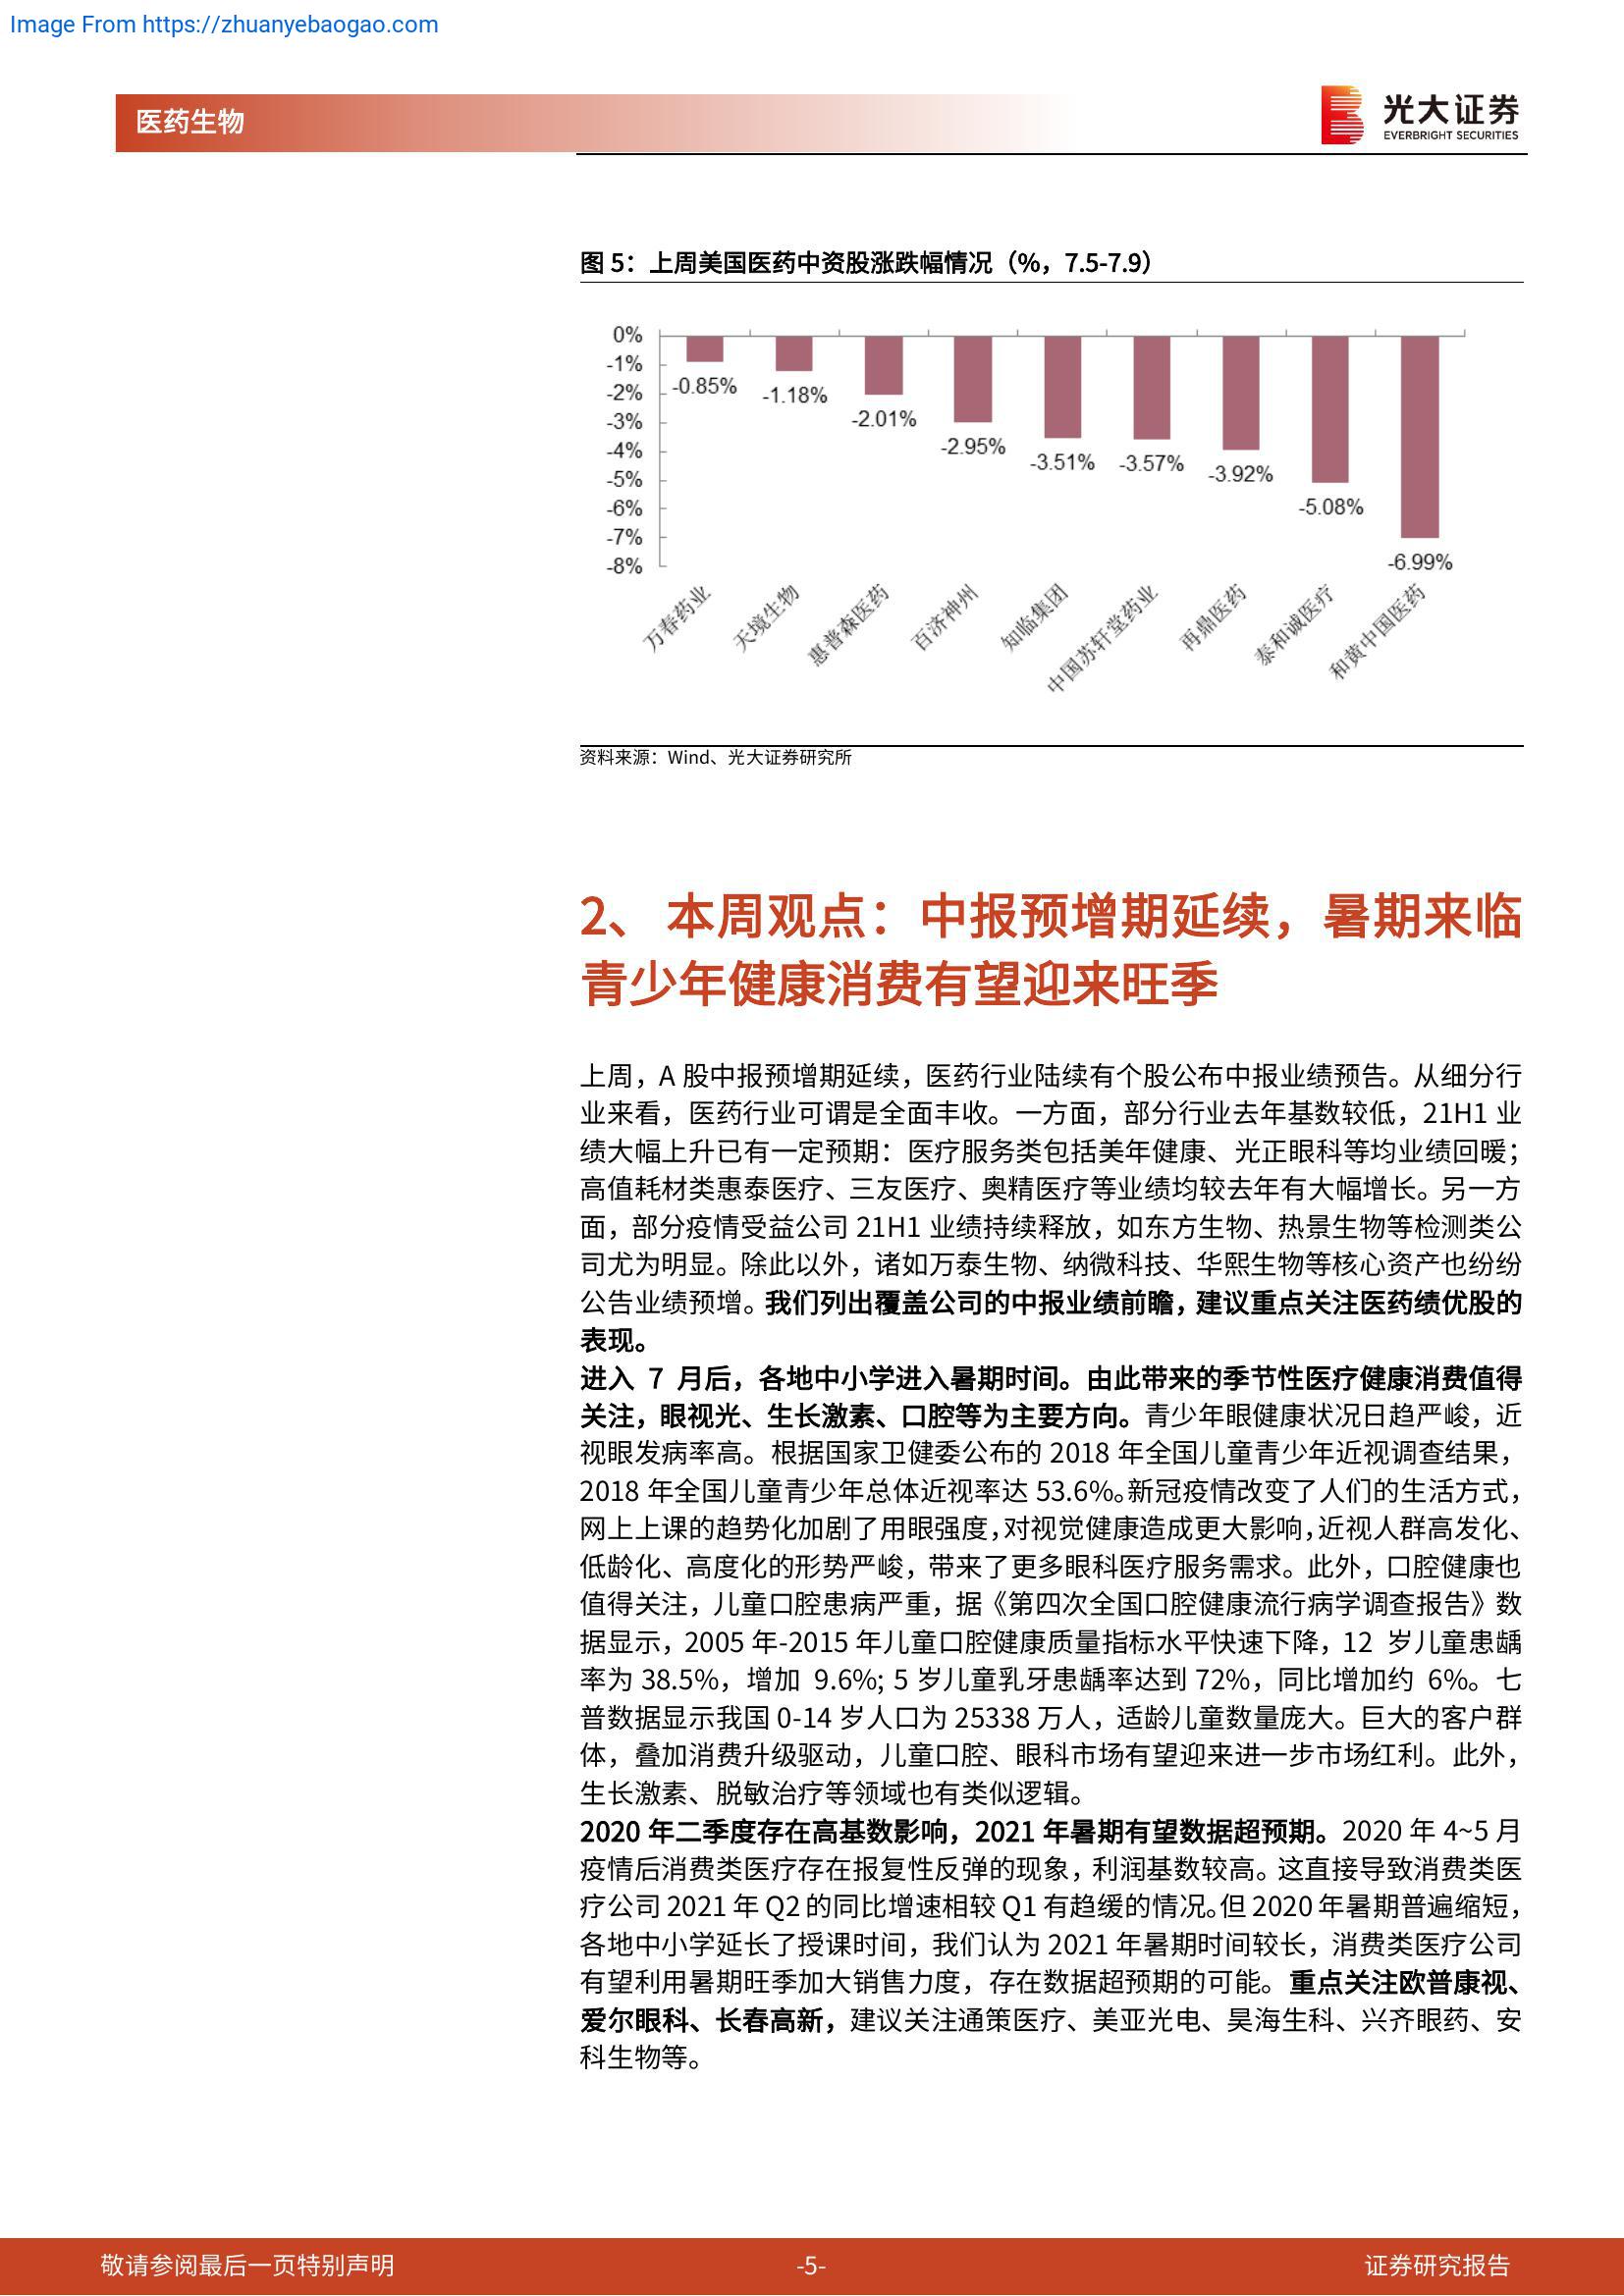 Image From https://zhuanyebaogao.com
医药生物
光大证券
EVERBRIGHT SECURITIES
图 5：上周美国医药中资股涨跌幅情况（%，7.5-7.9）
0%
-1%
-2%
-3%
-4%
-5%
-6%
-7%
-8%
-0.85%
-1.18%
-2.01%
-2.95%
-3.51%
-3.57%
-3.92%
-5.08%
-6.99%
万春药业
天境生物
惠普森医药
百济神州
知临集团
中国苏轩堂药业
再鼎医药
泰和诚医疗
和黄中国医药
资料来源：Wind、光大证券研究所
2、 本周观点：中报预增期延续，暑期来临
青少年健康消费有望迎来旺季
上周，A 股中报预增期延续，医药行业陆续有个股公布中报业绩预告。从细分行
业来看，医药行业可谓是全面丰收。一方面，部分行业去年基数较低，21H1 业
绩大幅上升已有一定预期：医疗服务类包括美年健康、光正眼科等均业绩回暖；
高值耗材类惠泰医疗、三友医疗、奥精医疗等业绩均较去年有大幅增长。另一方
面，部分疫情受益公司 21H1 业绩持续释放，如东方生物、热景生物等检测类公
司尤为明显。除此以外，诸如万泰生物、纳微科技、华熙生物等核心资产也纷纷
公告业绩预增。我们列出覆盖公司的中报业绩前瞻，建议重点关注医药绩优股的
表现。
进入 7 月后，各地中小学进入暑期时间。由此带来的季节性医疗健康消费值得
关注，眼视光、生长激素、口腔等为主要方向。青少年眼健康状况日趋严峻，近
视眼发病率高。根据国家卫健委公布的 2018 年全国儿童青少年近视调查结果，
2018 年全国儿童青少年总体近视率达 53.6%。新冠疫情改变了人们的生活方式，
网上上课的趋势化加剧了用眼强度，对视觉健康造成更大影响，近视人群高发化、
低龄化、高度化的形势严峻，带来了更多眼科医疗服务需求。此外，口腔健康也
值得关注，儿童口腔患病严重，据《第四次全国口腔健康流行病学调查报告》数
据显示，2005 年-2015 年儿童口腔健康质量指标水平快速下降，12 岁儿童患龋
率为 38.5%，增加 9.6%; 5 岁儿童乳牙患龋率达到 72%，同比增加约 6%。七
普数据显示我国 0-14 岁人口为 25338 万人，适龄儿童数量庞大。巨大的客户群
体，叠加消费升级驱动，儿童口腔、眼科市场有望迎来进一步市场红利。此外，
生长激素、脱敏治疗等领域也有类似逻辑。
2020 年二季度存在高基数影响，2021 年暑期有望数据超预期。2020 年 4~5 月
疫情后消费类医疗存在报复性反弹的现象，利润基数较高。这直接导致消费类医
疗公司 2021 年 Q2 的同比增速相较 Q1 有趋缓的情况。但 2020 年暑期普遍缩短，
各地中小学延长了授课时间，我们认为 2021 年暑期时间较长，消费类医疗公司
有望利用暑期旺季加大销售力度，存在数据超预期的可能。重点关注欧普康视、
爱尔眼科、长春高新，建议关注通策医疗、美亚光电、昊海生科、兴齐眼药、安
科生物等。
敬请参阅最后一页特别声明
-5-
证券研究报告